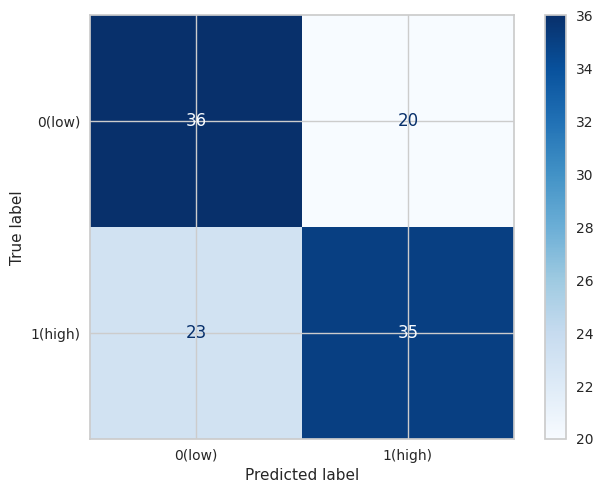 0(low)
36
20
True label
1(high)
23
35
0(low)
1(high)
Predicted label
36
34
32
30
28
26
24
22
20